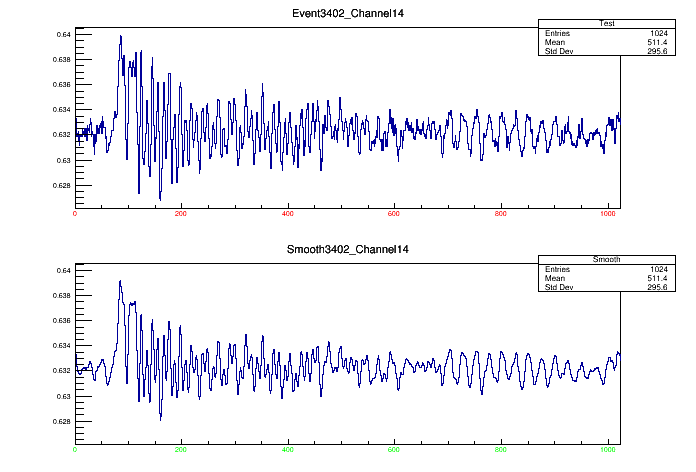 Event3402_Channel14
Test
Entries 1024
Mean 511.4
Std Dev 295.6
0.64
0.638
0.636
0.634
0.632
0.63
0.628
0 200 400 600 800 1000
Smooth3402_Channel14
Smooth
Entries 1024
Mean 511.4
Std Dev 295.6
0.64
0.638
0.636
0.634
0.632
0.63
0.628
0 200 400 600 800 1000